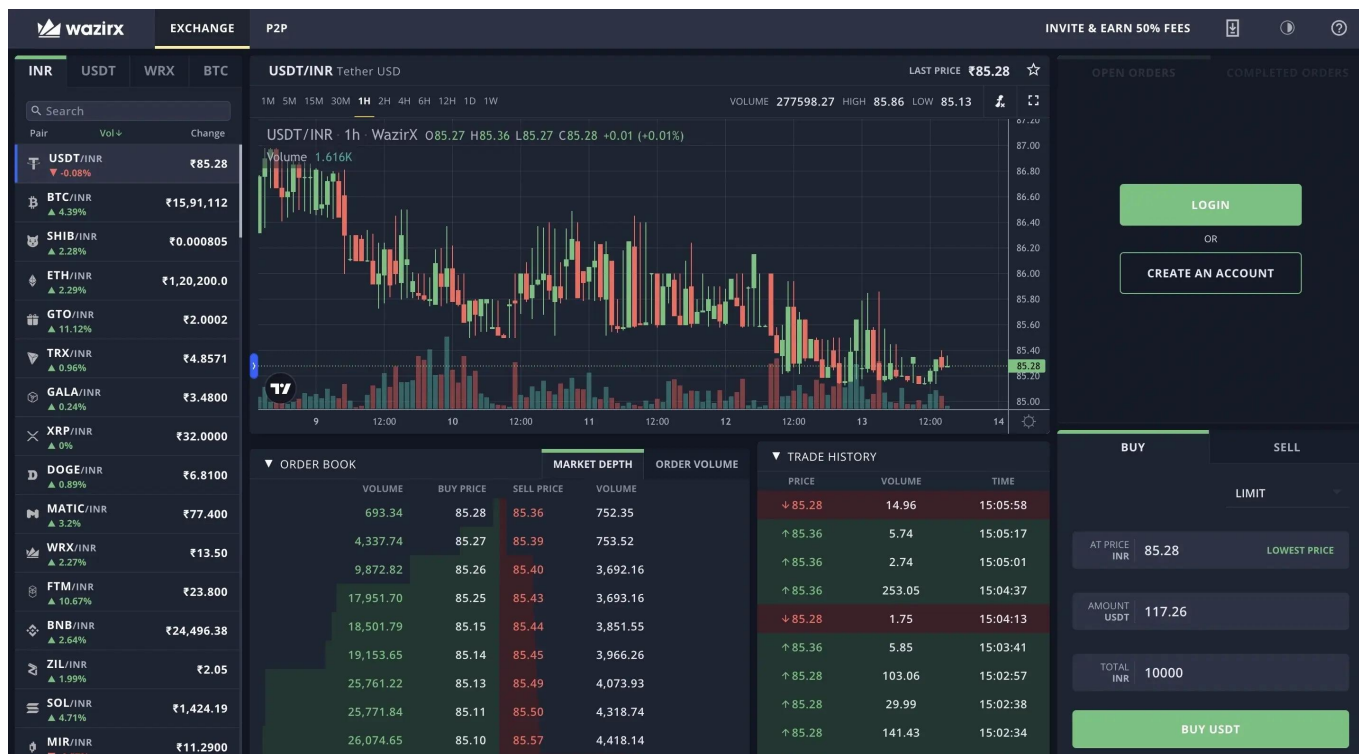 wazirx EXCHANGE P2P INVITE & EARN 50% FEES
INR USDT WRX BTC
Search
Pair Vol↓ Change
USDT/INR ₹85.28
▼ -0.08%
BTC/INR ₹15,91,112
▲ 4.39%
SHIB/INR ₹0.000805
▲ 2.28%
ETH/INR ₹1,20,200.0
▲ 2.29%
GTO/INR ₹2.0002
▲ 11.12%
TRX/INR ₹4.8571
▲ 0.96%
GALA/INR ₹3.4800
▲ 0.24%
XRP/INR ₹32.0000
▲ 0%
DOGE/INR ₹6.8100
▲ 0.89%
MATIC/INR ₹77.400
▲ 3.2%
WRX/INR ₹13.50
▲ 2.27%
FTM/INR ₹23.800
▲ 10.67%
BNB/INR ₹24,496.38
▲ 2.64%
ZIL/INR ₹2.05
▲ 1.99%
SOL/INR ₹1,424.19
▲ 4.71%
MIR/INR ₹11.2900
USDT/INR Tether USD LAST PRICE ₹85.28
1M 5M 15M 30M 1H 2H 4H 6H 12H 1D 1W VOLUME 277598.27 HIGH 85.86 LOW 85.13
USDT/INR · 1h · WazirX O85.27 H85.36 L85.27 C85.28 +0.01 (+0.01%)
Volume 1.616K
87.20
87.00
86.80
86.60
86.40
86.20
86.00
85.80
85.60
85.40
85.28
85.20
85.00
9 12:00 10 12:00 11 12:00 12 12:00 13 12:00 14
▼ ORDER BOOK MARKET DEPTH ORDER VOLUME
VOLUME BUY PRICE SELL PRICE VOLUME
693.34 85.28 85.36 752.35
4,337.74 85.27 85.39 753.52
9,872.82 85.26 85.40 3,692.16
17,951.70 85.25 85.43 3,693.16
18,501.79 85.15 85.44 3,851.55
19,153.65 85.14 85.45 3,966.26
25,761.22 85.13 85.49 4,073.93
25,771.84 85.11 85.50 4,318.74
26,074.65 85.10 85.57 4,418.14
▼ TRADE HISTORY
PRICE VOLUME TIME
↓85.28 14.96 15:05:58
↑85.36 5.74 15:05:17
↑85.36 2.74 15:05:01
↑85.36 253.05 15:04:37
↓85.28 1.75 15:04:13
↑85.36 5.85 15:03:41
↑85.28 103.06 15:02:57
↑85.28 29.99 15:02:38
↑85.28 141.43 15:02:34
OPEN ORDERS COMPLETED ORDERS
LOGIN
OR
CREATE AN ACCOUNT
BUY SELL
LIMIT
AT PRICE INR 85.28 LOWEST PRICE
AMOUNT USDT 117.26
TOTAL INR 10000
BUY USDT